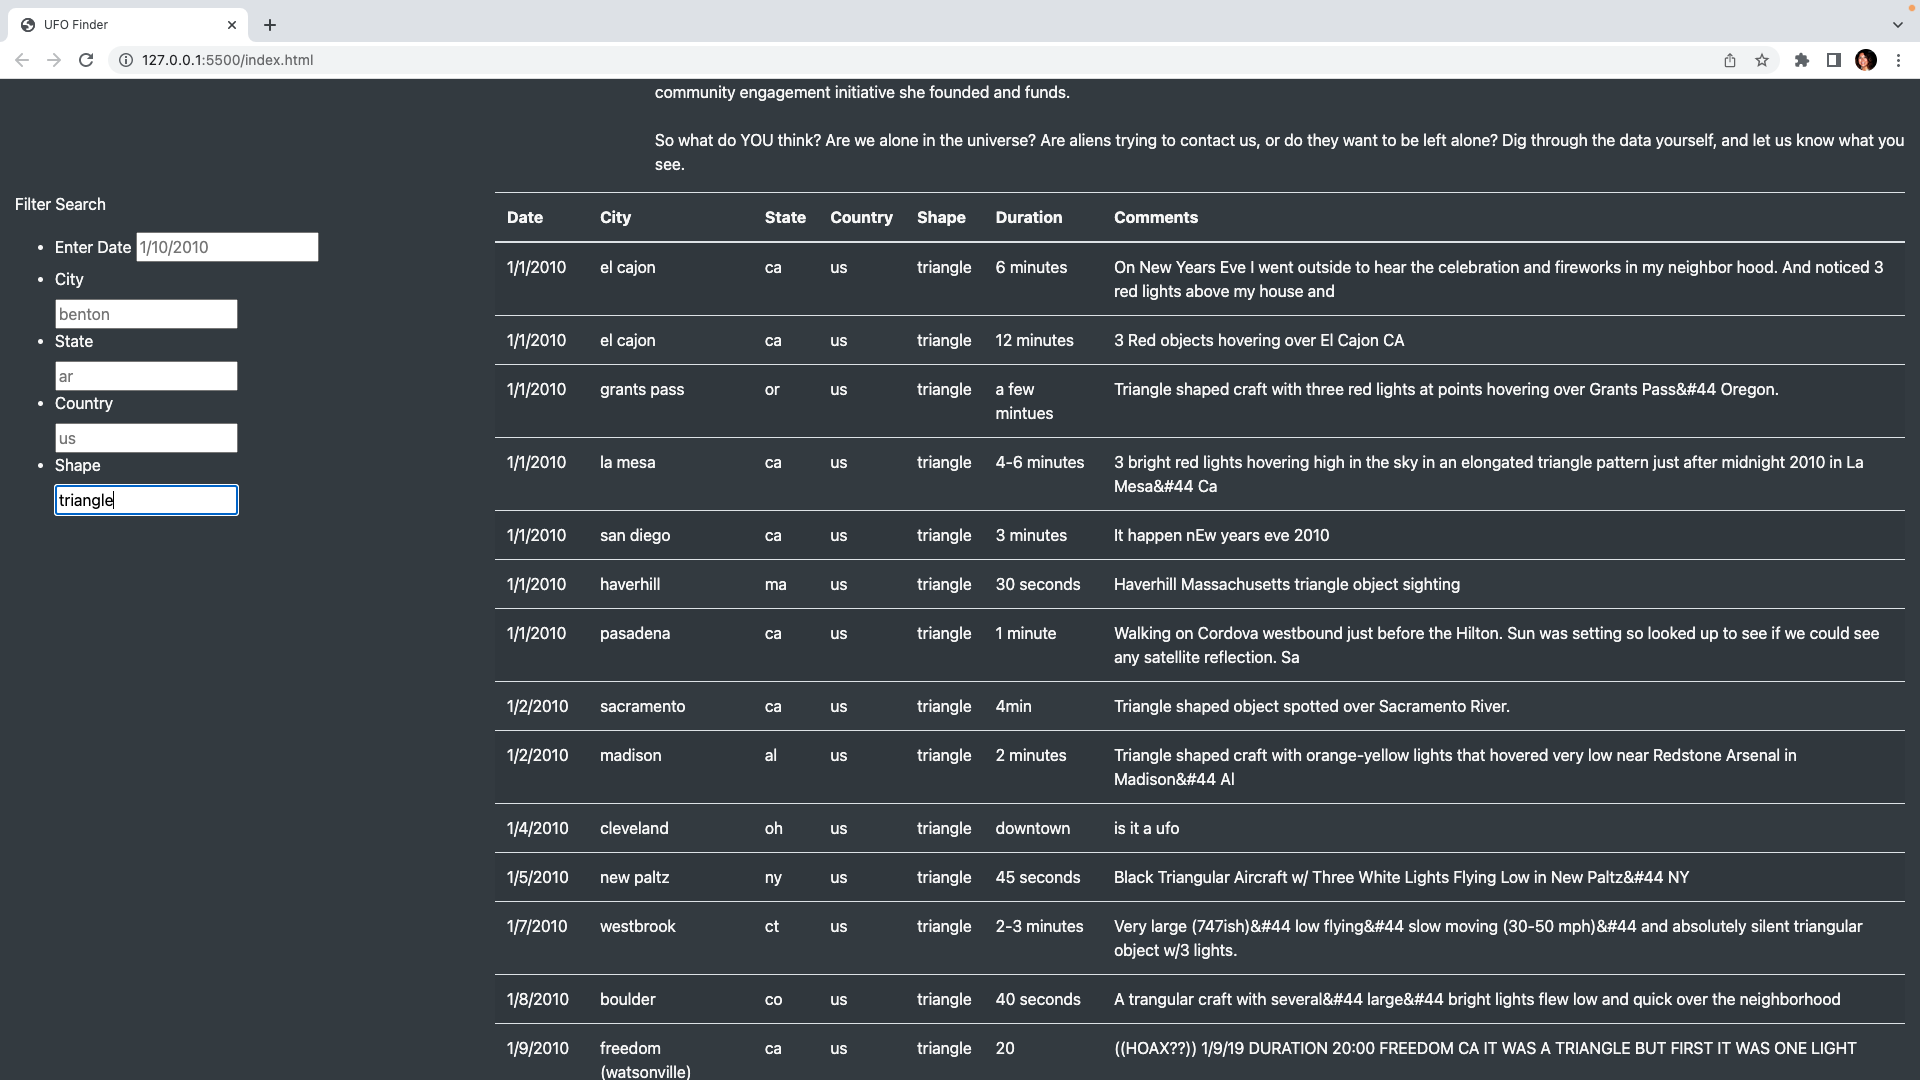 UFO Finder
127.0.0.1:5500/index.html
community engagement initiative she founded and funds.
So what do YOU think? Are we alone in the universe? Are aliens trying to contact us, or do they want to be left alone? Dig through the data yourself, and let us know what you
see.
Filter Search
Enter Date 1/10/2010
City
benton
State
ar
Country
us
Shape
triangle
Date City State Country Shape Duration Comments
1/1/2010 el cajon ca us triangle 6 minutes On New Years Eve I went outside to hear the celebration and fireworks in my neighbor hood. And noticed 3
red lights above my house and
1/1/2010 el cajon ca us triangle 12 minutes 3 Red objects hovering over El Cajon CA
1/1/2010 grants pass or us triangle a few Triangle shaped craft with three red lights at points hovering over Grants Pass&#44 Oregon.
mintues
1/1/2010 la mesa ca us triangle 4-6 minutes 3 bright red lights hovering high in the sky in an elongated triangle pattern just after midnight 2010 in La
Mesa&#44 Ca
1/1/2010 san diego ca us triangle 3 minutes It happen nEw years eve 2010
1/1/2010 haverhill ma us triangle 30 seconds Haverhill Massachusetts triangle object sighting
1/1/2010 pasadena ca us triangle 1 minute Walking on Cordova westbound just before the Hilton. Sun was setting so looked up to see if we could see
any satellite reflection. Sa
1/2/2010 sacramento ca us triangle 4min Triangle shaped object spotted over Sacramento River.
1/2/2010 madison al us triangle 2 minutes Triangle shaped craft with orange-yellow lights that hovered very low near Redstone Arsenal in
Madison&#44 Al
1/4/2010 cleveland oh us triangle downtown is it a ufo
1/5/2010 new paltz ny us triangle 45 seconds Black Triangular Aircraft w/ Three White Lights Flying Low in New Paltz&#44 NY
1/7/2010 westbrook ct us triangle 2-3 minutes Very large (747ish)&#44 low flying&#44 slow moving (30-50 mph)&#44 and absolutely silent triangular
object w/3 lights.
1/8/2010 boulder co us triangle 40 seconds A trangular craft with several&#44 large&#44 bright lights flew low and quick over the neighborhood
1/9/2010 freedom ca us triangle 20 ((HOAX??)) 1/9/19 DURATION 20:00 FREEDOM CA IT WAS A TRIANGLE BUT FIRST IT WAS ONE LIGHT
(watsonville)